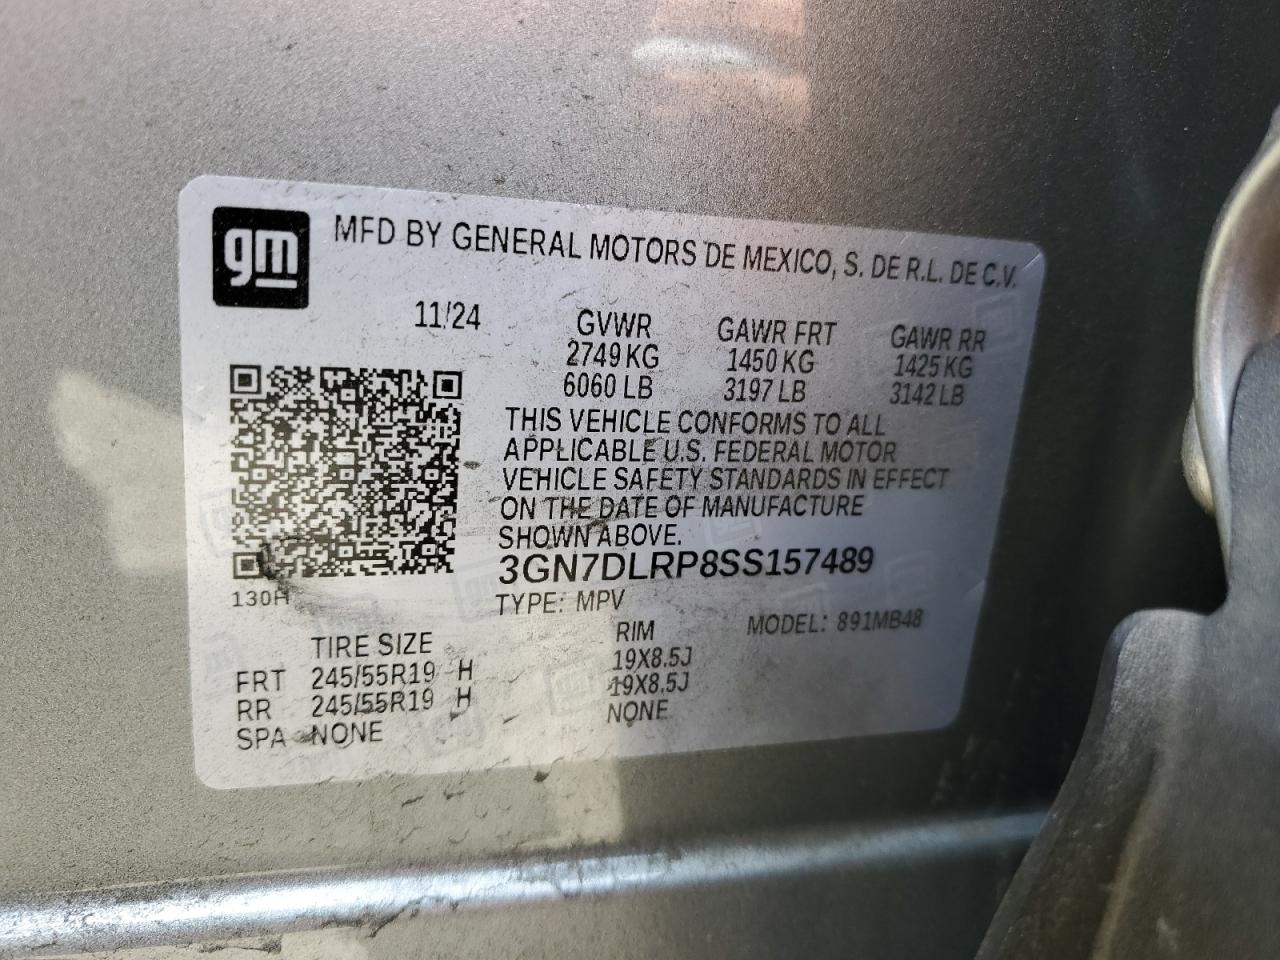 gm
MFD BY GENERAL MOTORS DE MEXICO, S. DE R.L. DE C.V.
11/24 GVWR GAWR FRT GAWR RR
2749 KG 1450 KG 1425 KG
6060 LB 3197 LB 3142 LB
THIS VEHICLE CONFORMS TO ALL
APPLICABLE U.S. FEDERAL MOTOR
VEHICLE SAFETY STANDARDS IN EFFECT
ON THE DATE OF MANUFACTURE
SHOWN ABOVE.
3GN7DLRP8SS157489
130H
TYPE: MPV MODEL: 891MB48
TIRE SIZE RIM
FRT 245/55R19 H 19X8.5J
RR 245/55R19 H 19X8.5J
SPA NONE NONE